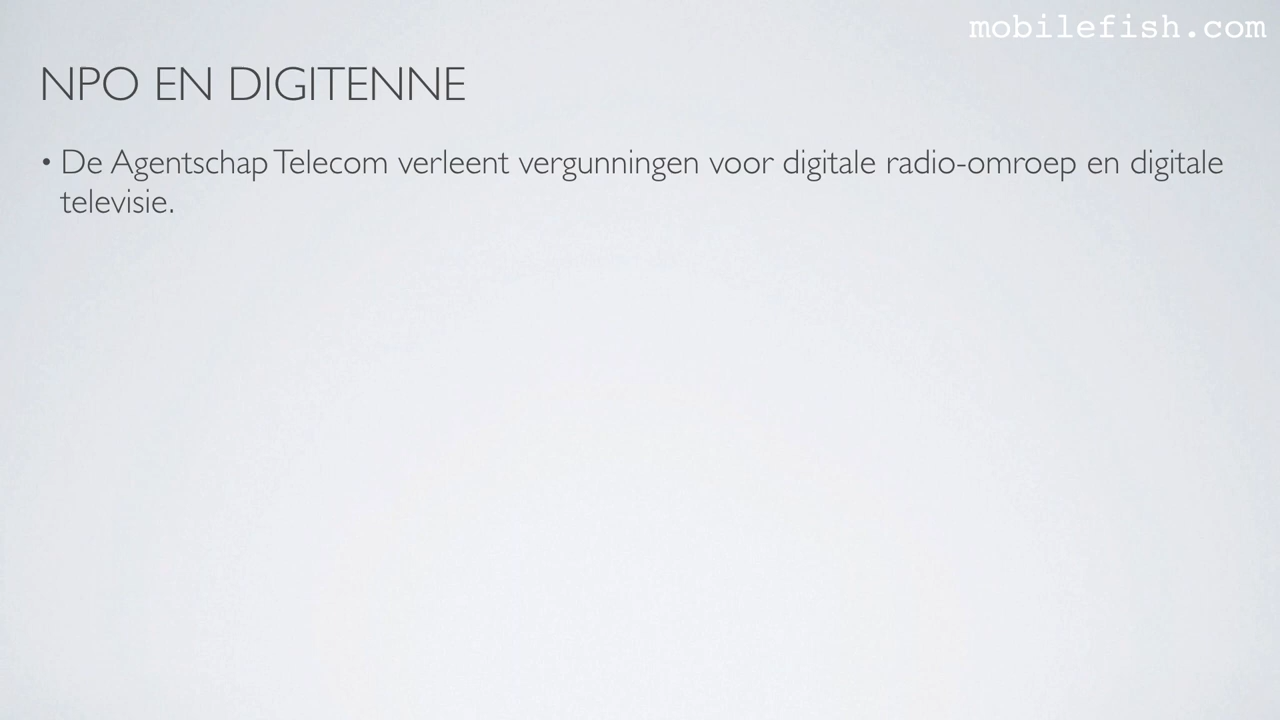 mobilefish.com
NPO EN DIGITENNE
• De Agentschap Telecom verleent vergunningen voor digitale radio-omroep en digitale
televisie.